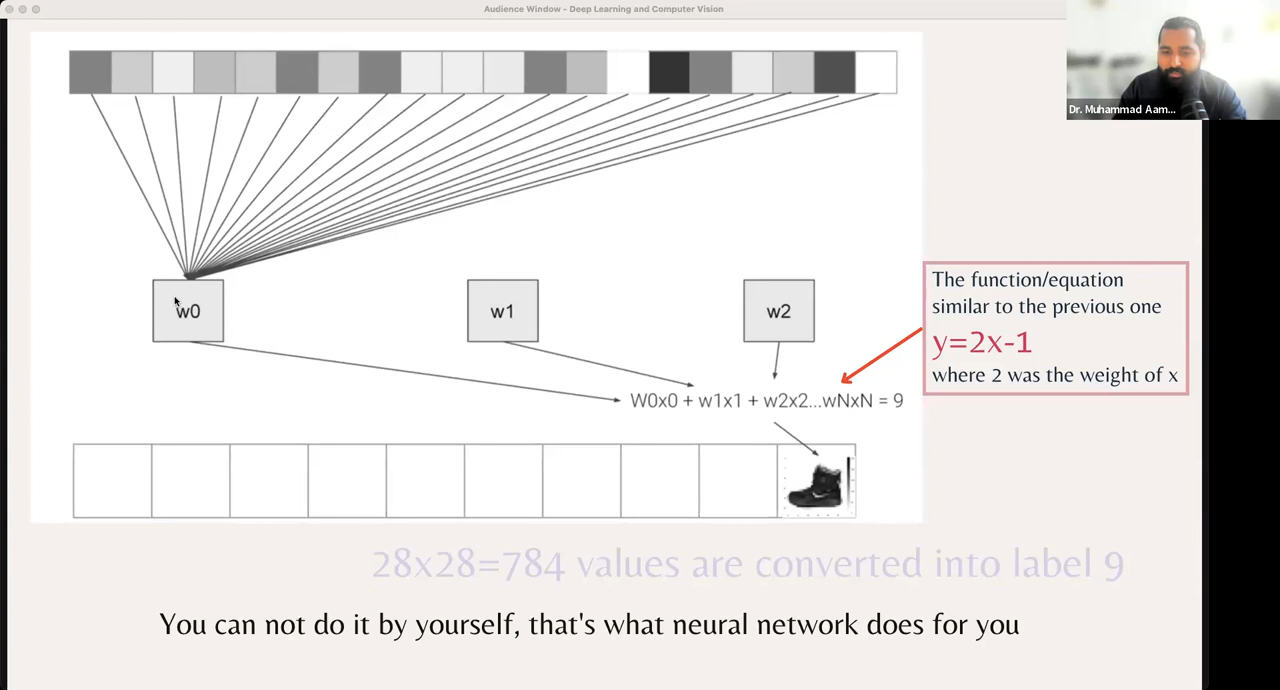 Audience Window - Deep Learning and Computer Vision
Dr. Muhammad Aam...
w0
w1
w2
The function/equation
similar to the previous one
y=2x-1
where 2 was the weight of x
W0x0 + w1x1 + w2x2...wNxN = 9
28x28=784 values are converted into label 9
You can not do it by yourself, that's what neural network does for you